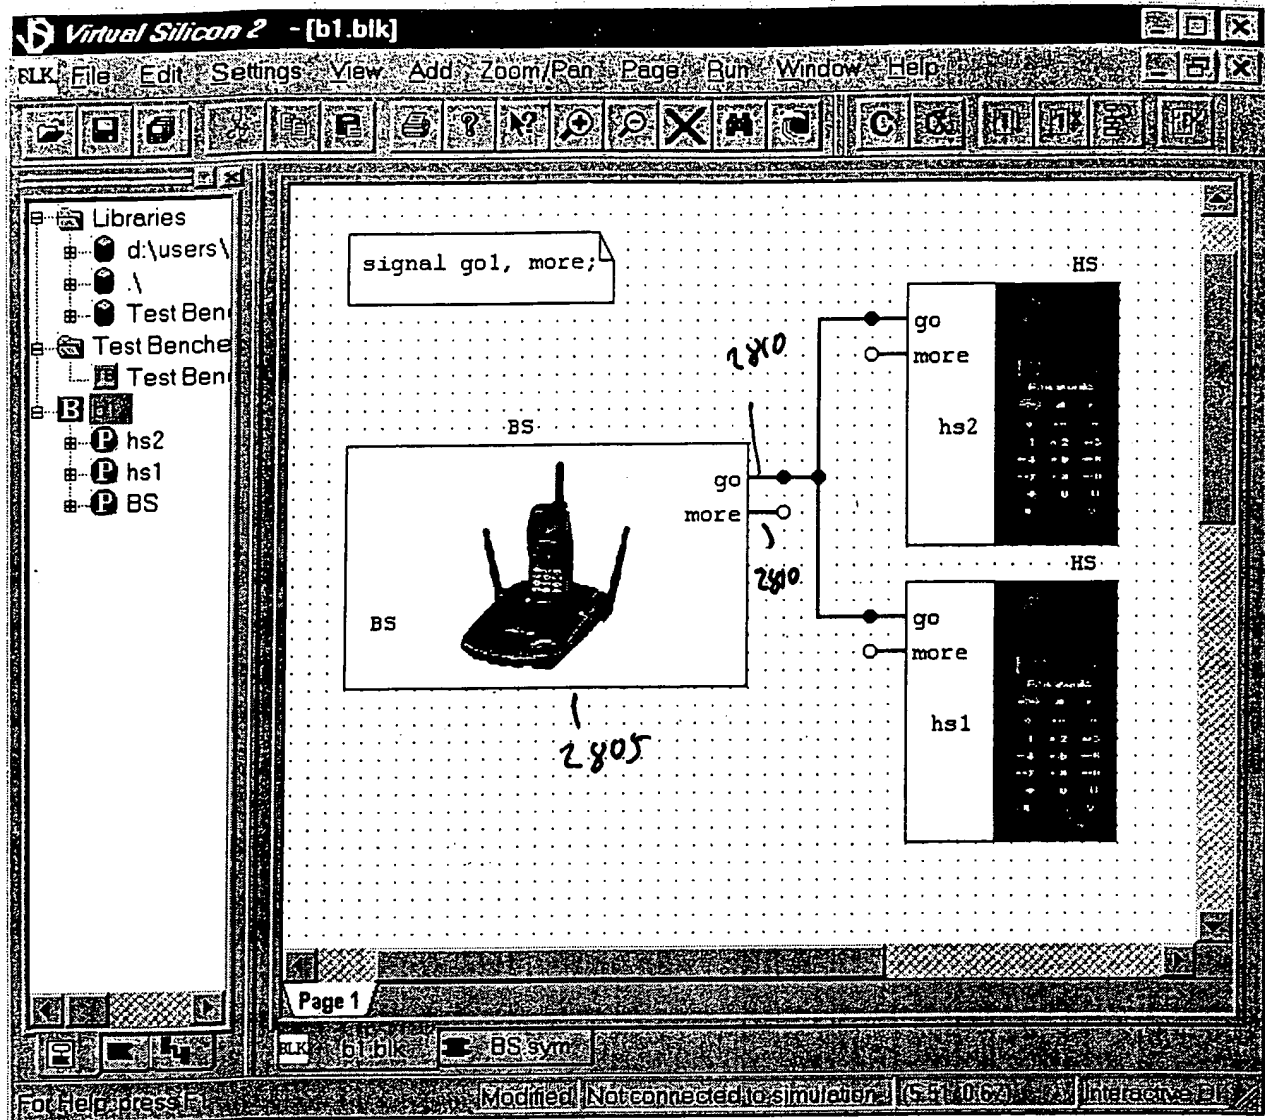 Virtual Silicon 2 - [b1.blk]
BLK File Edit Settings View Add Zoom/Pan Page Run Window Help
Libraries
d:\users\
.\
Test Ben
Test Benche
Test Ben
hs2
hs1
BS
signal go1, more;
HS
go
more
hs2
2810
BS
go
more
2810
BS
2805
HS
go
more
hs1
Page 1
BLK b1.blk BS.sym
For Help, press F1 Modified Not connected to simulation